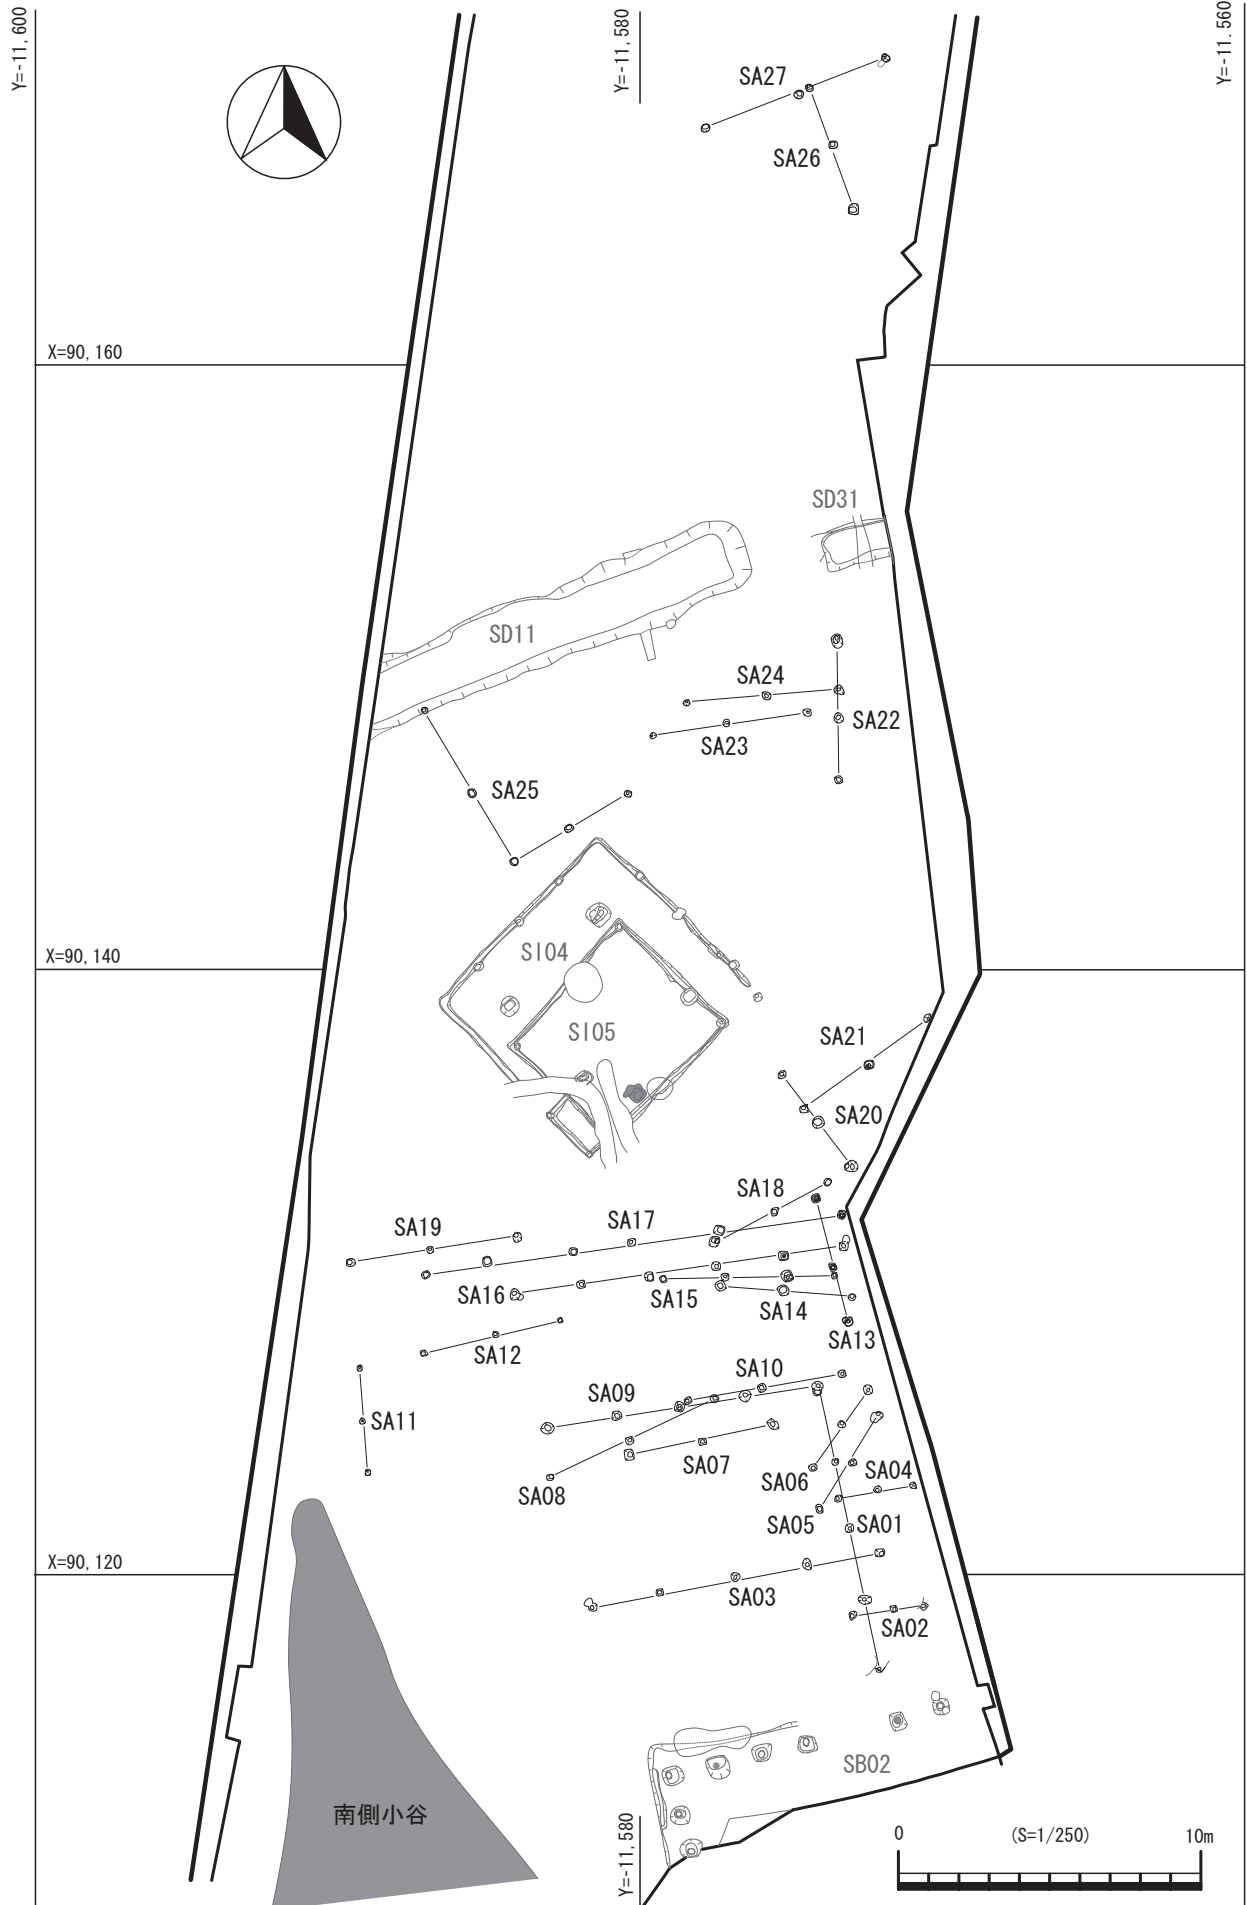 Y=-11,600
Y=-11,580
Y=-11.560
SA27
SA26
X=90,160
SD31
SD11
SA24
SA22
SA23
SA25
X=90,140
SI04
SI05
SA21
SA20
SA18
SA19
SA17
SA16
SA15
SA14
SA13
SA12
SA10
SA09
SA11
SA07
SA06
SA04
SA08
SA05
SA01
X=90,120
SA03
SA02
SB02
南側小谷
Y=-11,580
0
(S=1/250)
10m